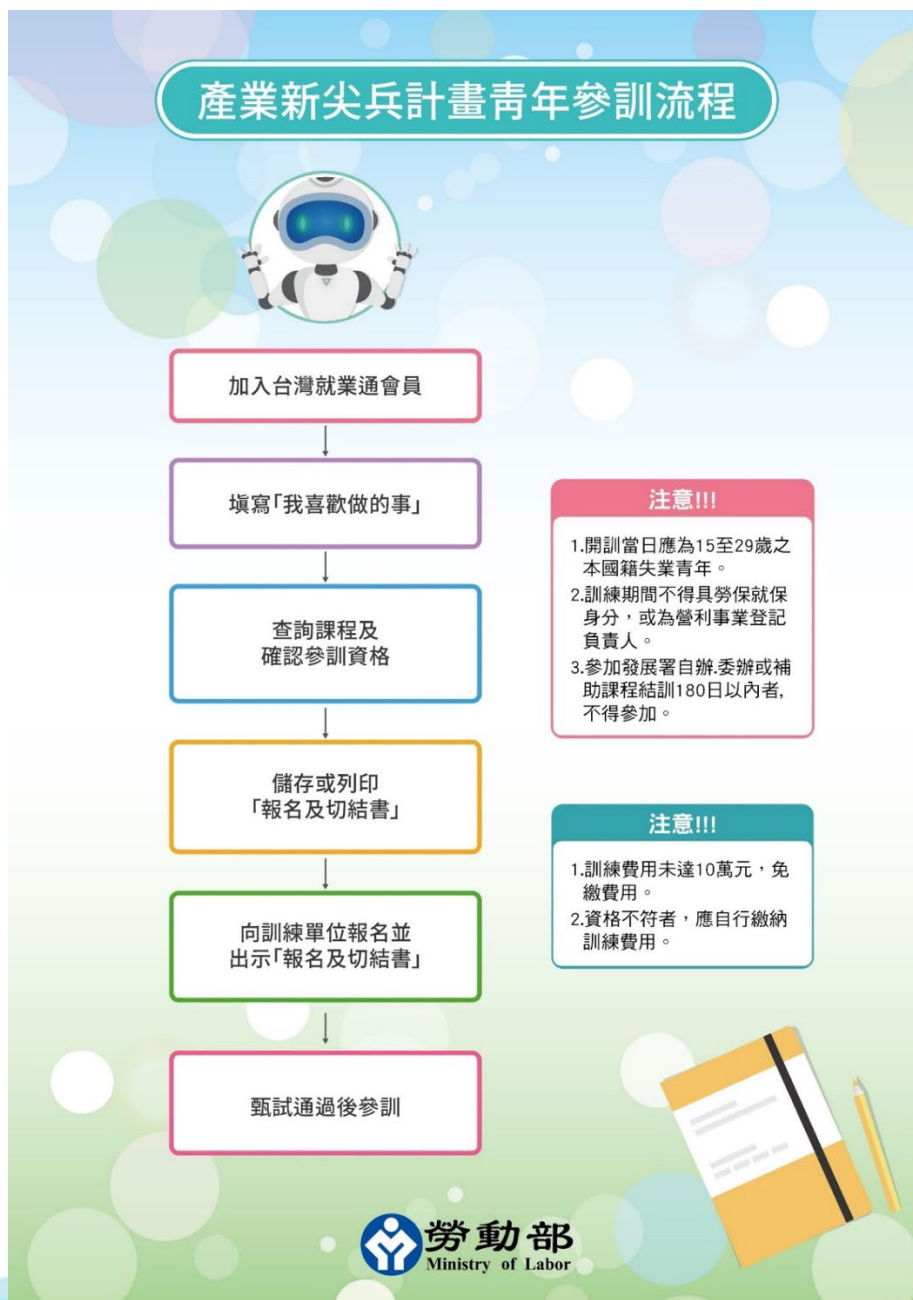 產業新尖兵計畫青年參訓流程
加入台灣就業通會員
填寫「我喜歡做的事」
查詢課程及
確認參訓資格
儲存或列印
「報名及切結書」
向訓練單位報名並
出示「報名及切結書」
甄試通過後參訓
注意!!!
1.開訓當日應為15至29歲之
本國籍失業青年。
2.訓練期間不得具勞保就保
身分，或為營利事業登記
負責人。
3.參加發展署自辦.委辦或補
助課程結訓180日以內者,
不得參加。
注意!!!
1.訓練費用未達10萬元，免
繳費用。
2.資格不符者，應自行繳納
訓練費用。
勞動部
Ministry of Labor